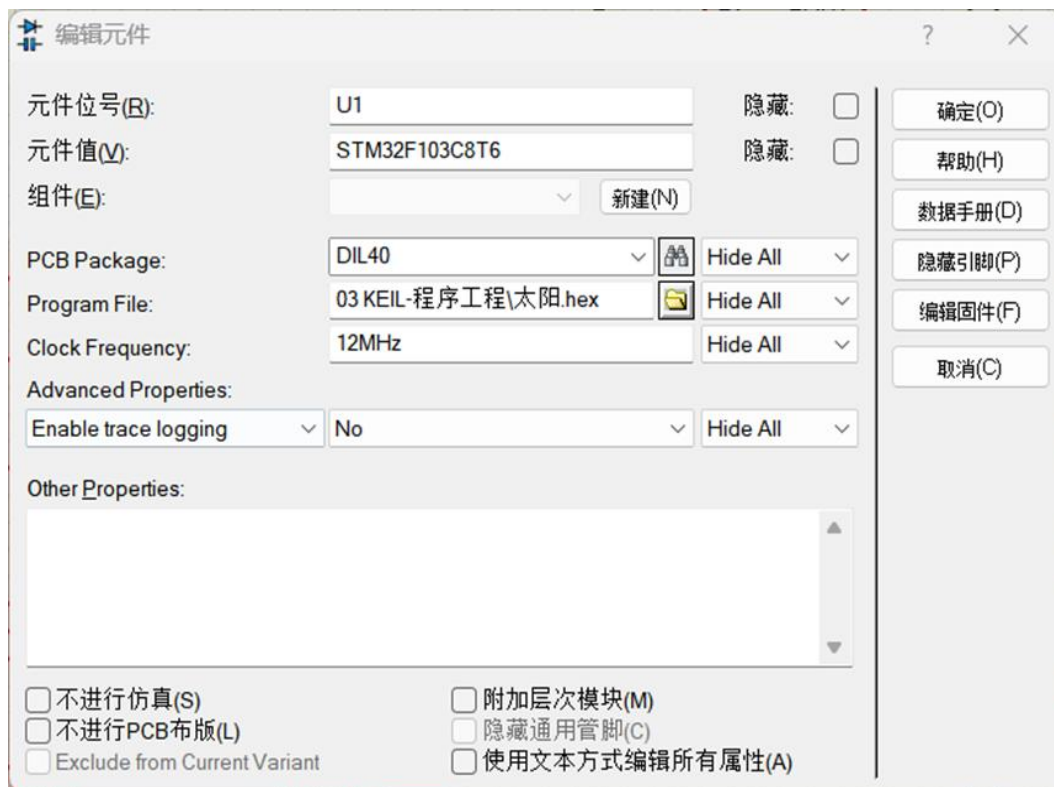 编辑元件
元件位号(R): U1 隐藏: 确定(O)
元件值(V): STM32F103C8T6 隐藏: 帮助(H)
组件(E): 新建(N) 数据手册(D)
PCB Package: DIL40 Hide All 隐藏引脚(P)
Program File: 03 KEIL-程序工程\太阳.hex Hide All 编辑固件(F)
Clock Frequency: 12MHz Hide All 取消(C)
Advanced Properties:
Enable trace logging No Hide All
Other Properties:
不进行仿真(S) 附加层次模块(M)
不进行PCB布版(L) 隐藏通用管脚(C)
Exclude from Current Variant 使用文本方式编辑所有属性(A)